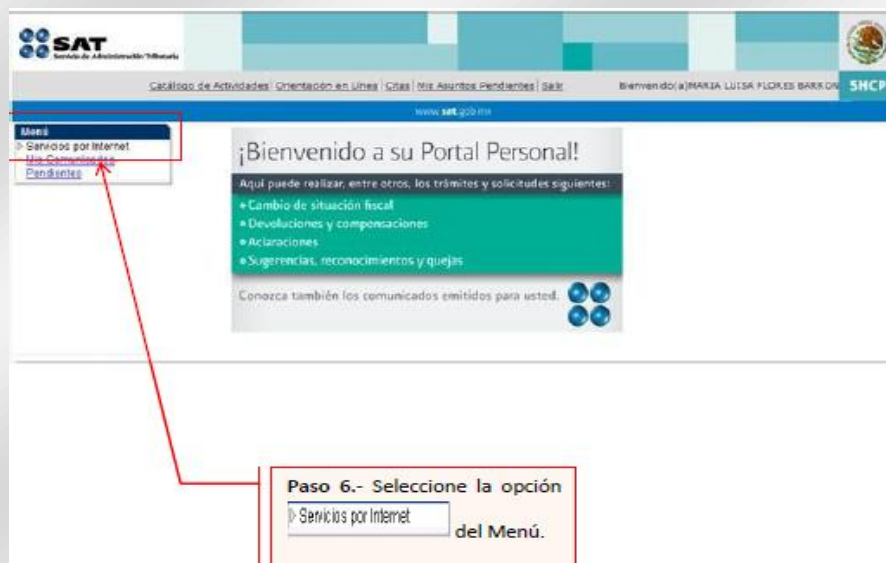 SAT
Servicio de Administración Tributaria
Catálogo de Actividades | Orientación en Línea | Citas | Mis Asuntos Pendientes | Salir
Bienvenido(a)MARIA LUISA FLORES BARRON
SHCP
www.sat.gob.mx
Menú
Servicios por Internet
Mis Comunicados
Pendientes
¡Bienvenido a su Portal Personal!
Aquí puede realizar, entre otros, los trámites y solicitudes siguientes:
Cambio de situación fiscal
Devoluciones y compensaciones
Aclaraciones
Sugerencias, reconocimientos y quejas
Conozca también los comunicados emitidos para usted.
Paso 6.- Seleccione la opción
Servicios por Internet
del Menú.